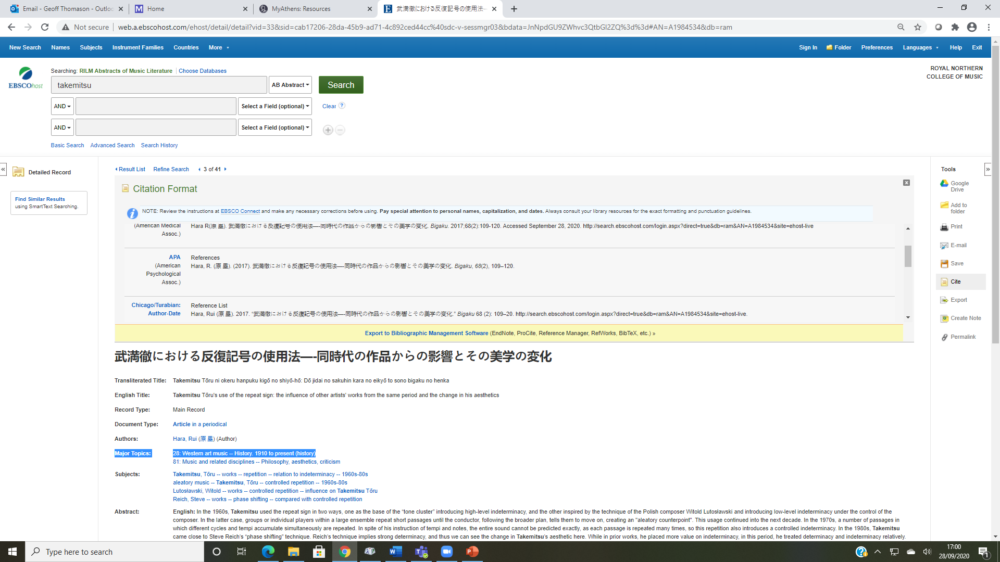 Email - Geoff Thomason - Outloo
Home
MyAthens: Resources
武満徹における反復記号の使用法—
Not secure
web.a.ebscohost.com/ehost/detail/detail?vid=33&sid=cab17206-28da-45b9-ad71-4c892ced44cc%40sdc-v-sessmgr03&bdata=JnNpdGU9ZWhvc3QtbGl2ZQ%3d%3d#AN=A1984534&db=ram
New Search Names Subjects Instrument Families Countries More
Sign In Folder Preferences Languages Help Exit
EBSCOhost
Searching: RILM Abstracts of Music Literature Choose Databases
ROYAL NORTHERN
COLLEGE OF MUSIC
takemitsu
AB Abstract
Search
AND
Select a Field (optional)
Clear ?
AND
Select a Field (optional)
Basic Search Advanced Search Search History
« Detailed Record
Find Similar Results
using SmartText Searching.
Result List Refine Search 3 of 41
Citation Format
NOTE: Review the instructions at EBSCO Connect and make any necessary corrections before using. Pay special attention to personal names, capitalization, and dates. Always consult your library resources for the exact formatting and punctuation guidelines.
(American Medical
Assoc.)
Hara R(原 塁). 武満徹における反復記号の使用法—-同時代の作品からの影響とその美学の変化. Bigaku. 2017;68(2):109-120. Accessed September 28, 2020. http://search.ebscohost.com/login.aspx?direct=true&db=ram&AN=A1984534&site=ehost-live
APA
(American
Psychological
Assoc.)
References
Hara, R. (原 塁). (2017). 武満徹における反復記号の使用法—-同時代の作品からの影響とその美学の変化. Bigaku, 68(2), 109–120.
Chicago/Turabian:
Author-Date
Reference List
Hara, Rui (原 塁). 2017. “武満徹における反復記号の使用法—-同時代の作品からの影響とその美学の変化.” Bigaku 68 (2): 109–20. http://search.ebscohost.com/login.aspx?direct=true&db=ram&AN=A1984534&site=ehost-live.
Export to Bibliographic Management Software (EndNote, ProCite, Reference Manager, RefWorks, BibTeX, etc.) »
武満徹における反復記号の使用法—-同時代の作品からの影響とその美学の変化
Transliterated Title: Takemitsu Tōru ni okeru hanpuku kigō no shiyō-hō: Dō jidai no sakuhin kara no eikyō to sono bigaku no henka
English Title: Takemitsu Tōru's use of the repeat sign: the influence of other artists' works from the same period and the change in his aesthetics
Record Type: Main Record
Document Type: Article in a periodical
Authors: Hara, Rui (原 塁) (Author)
Major Topics: 28: Western art music -- History. 1910 to present (history)
81: Music and related disciplines -- Philosophy, aesthetics, criticism
Subjects: Takemitsu, Tōru -- works -- repetition -- relation to indeterminacy -- 1960s-80s
aleatory music -- Takemitsu, Tōru -- controlled repetition -- 1960s-80s
Lutosławski, Witold -- works -- controlled repetition -- influence on Takemitsu Tōru
Reich, Steve -- works -- phase shifting -- compared with controlled repetition
Abstract: English: In the 1960s, Takemitsu used the repeat sign in two ways, one as the base of the “tone cluster” introducing high-level indeterminacy, and the other inspired by the technique of the Polish composer Witold Lutosławski and introducing low-level indeterminacy under the control of the
composer. In the latter case, groups or individual players within a large ensemble repeat short passages until the conductor, following the broader plan, tells them to move on, creating an "aleatory counterpoint". This usage continued into the next decade. In the 1970s, a number of passages in
which different cycles and tempi accumulate simultaneously are repeated. In spite of his instruction of tempi and notes, the entire sound cannot be predicted exactly, as each passage is repeated many times, so this repetition also introduces a controlled indeterminacy. In the 1980s, Takemitsu
came close to Steve Reich’s “phase shifting” technique. Reich’s technique implies strong determinacy, and thus we can see the change in Takemitsu’s aesthetic here. While in prior works, he placed more value on indeterminacy, in this period, he treated determinacy and indeterminacy relatively.
Tools »
Google
Drive
Add to
folder
Print
E-mail
Save
Cite
Export
Create Note
Permalink
Type here to search
17:00
28/09/2020
1